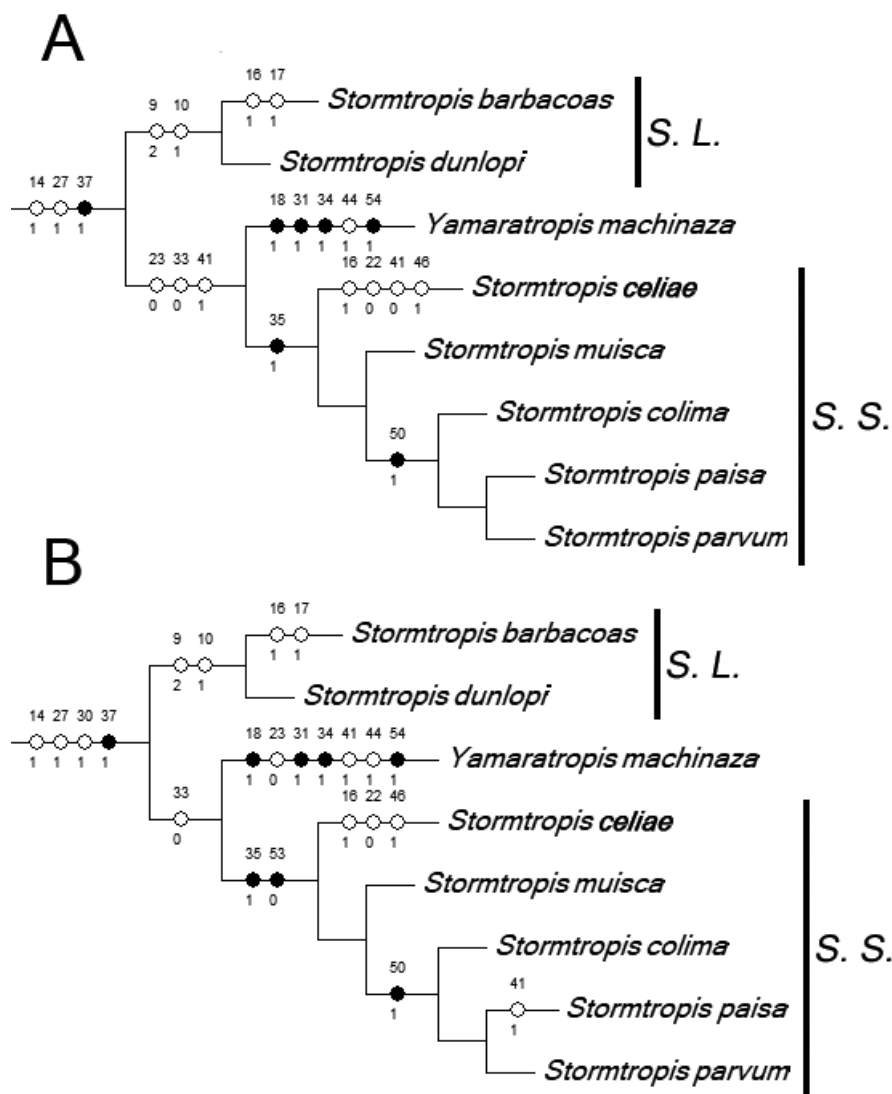 A
16 17
Stormtropis barbacoas
9 10
1 1
S. L.
2 1
Stormtropis dunlopi
14 27 37
18 31 34 44 54
Yamaratropis machinaza
1 1 1
1 1 1 1 1
23 33 41
16 22 41 46
Stormtropis celiae
0 0 1
1 0 0 1
35
Stormtropis muisca
1
Stormtropis colima
S. S.
50
1
Stormtropis paisa
Stormtropis parvum
B
16 17
Stormtropis barbacoas
9 10
1 1
S. L.
2 1
Stormtropis dunlopi
14 27 30 37
18 23 31 34 41 44 54
Yamaratropis machinaza
1 1 1 1
1 0 1 1 1 1 1
33
16 22 46
Stormtropis celiae
0
1 0 1
35 53
Stormtropis muisca
1 0
Stormtropis colima
S. S.
50
41
1
Stormtropis paisa
1
Stormtropis parvum